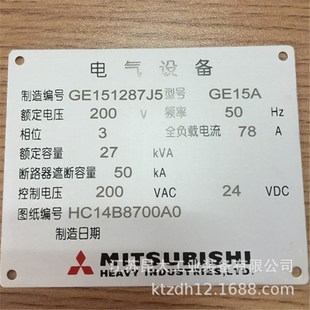 电气设备
制造编号 GE151287J5 型号 GE15A
额定电压 200 V 频率 50 Hz
相位 3 全负载电流 78 A
额定容量 27 kVA
断路器遮断容量 50 kA
控制电压 200 VAC 24 VDC
图纸编号 HC14B8700A0
制造日期
MITSUBISHI
HEAVY INDUSTRIES, LTD.
ktzdh12.1688.com